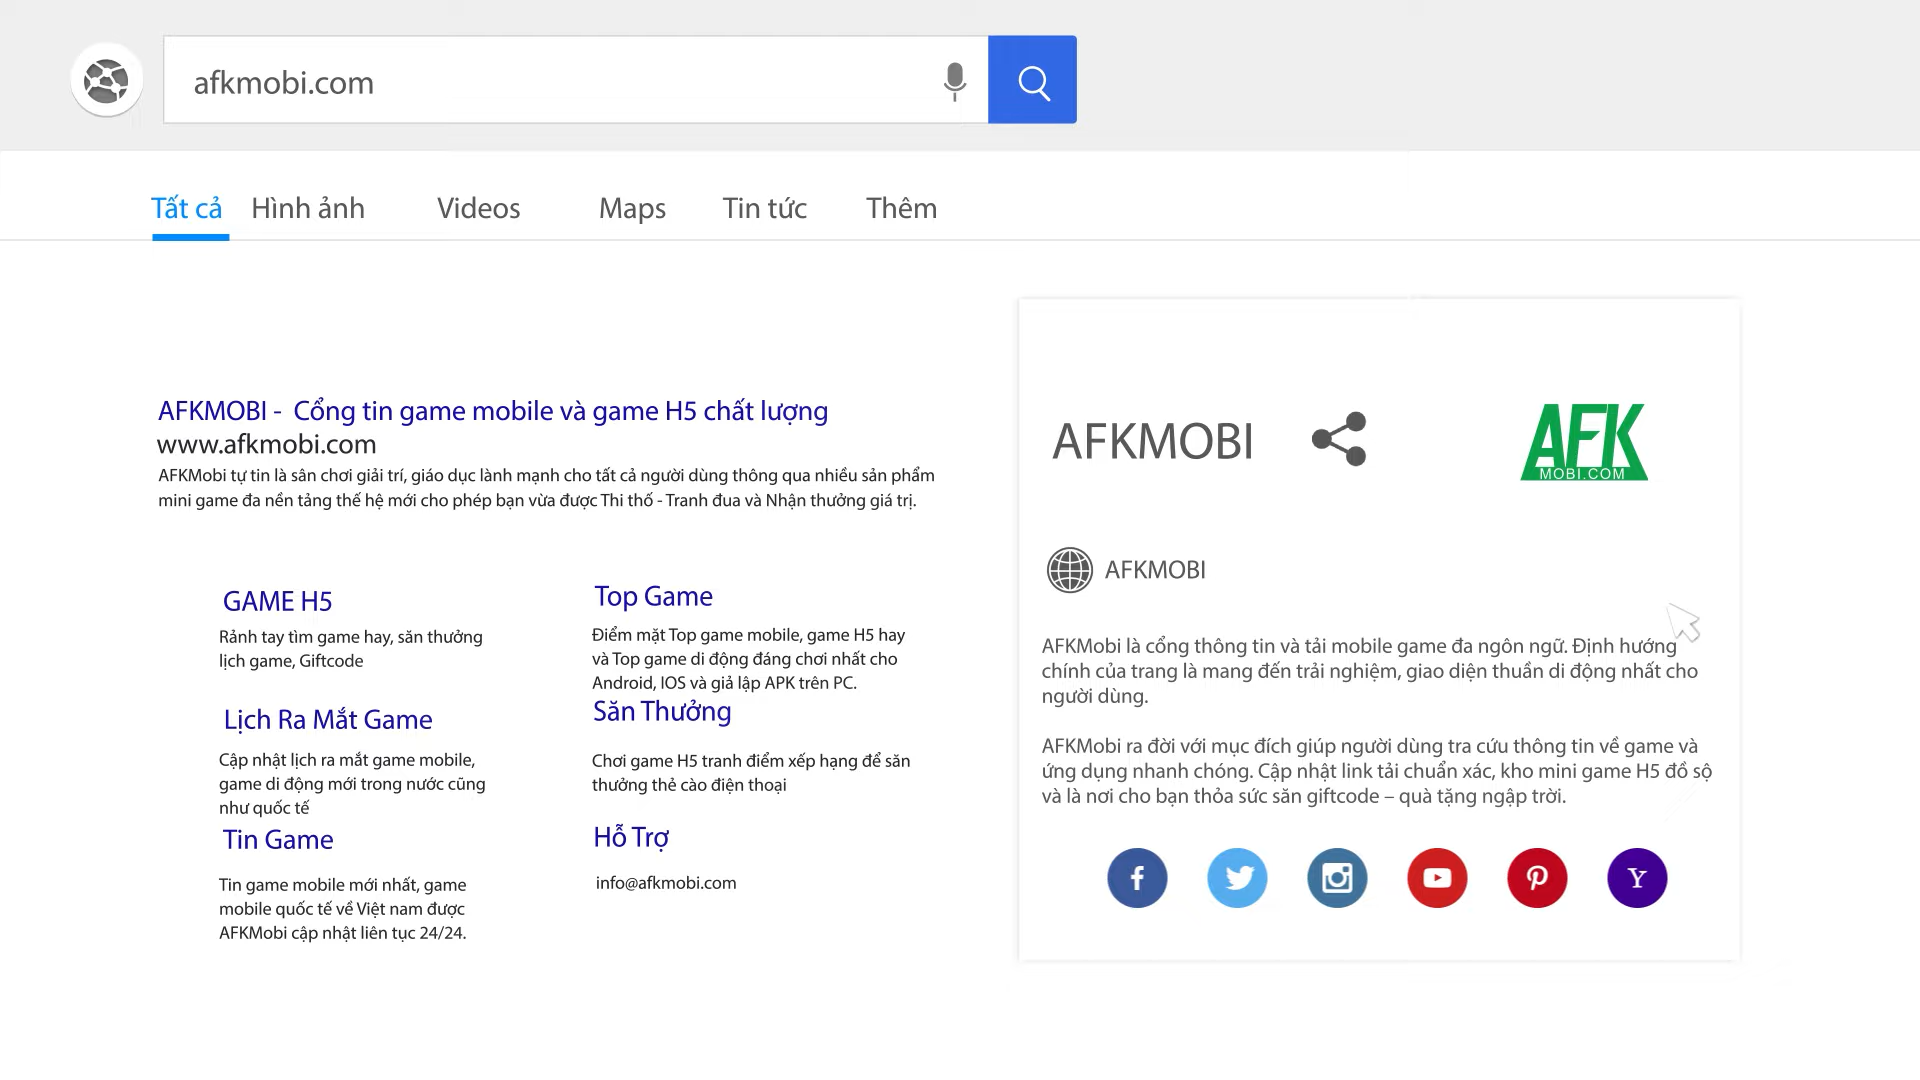 afkmobi.com
Tất cả Hình ảnh Videos Maps Tin tức Thêm
AFKMOBI - Cổng tin game mobile và game H5 chất lượng
www.afkmobi.com
AFKMobi tự tin là sân chơi giải trí, giáo dục lành mạnh cho tất cả người dùng thông qua nhiều sản phẩm
mini game đa nền tảng thế hệ mới cho phép bạn vừa được Thi thố - Tranh đua và Nhận thưởng giá trị.
GAME H5
Rảnh tay tìm game hay, săn thưởng
lịch game, Giftcode
Lịch Ra Mắt Game
Cập nhật lịch ra mắt game mobile,
game di động mới trong nước cũng
như quốc tế
Tin Game
Tin game mobile mới nhất, game
mobile quốc tế về Việt nam được
AFKMobi cập nhật liên tục 24/24.
Top Game
Điểm mặt Top game mobile, game H5 hay
và Top game di động đáng chơi nhất cho
Android, IOS và giả lập APK trên PC.
Săn Thưởng
Chơi game H5 tranh điểm xếp hạng để săn
thưởng thẻ cào điện thoại
Hỗ Trợ
info@afkmobi.com
AFKMOBI
AFK
MOBI.COM
AFKMOBI
AFKMobi là cổng thông tin và tải mobile game đa ngôn ngữ. Định hướng
chính của trang là mang đến trải nghiệm, giao diện thuần di động nhất cho
người dùng.
AFKMobi ra đời với mục đích giúp người dùng tra cứu thông tin về game và
ứng dụng nhanh chóng. Cập nhật link tải chuẩn xác, kho mini game H5 đồ sộ
và là nơi cho bạn thỏa sức săn giftcode – quà tặng ngập trời.